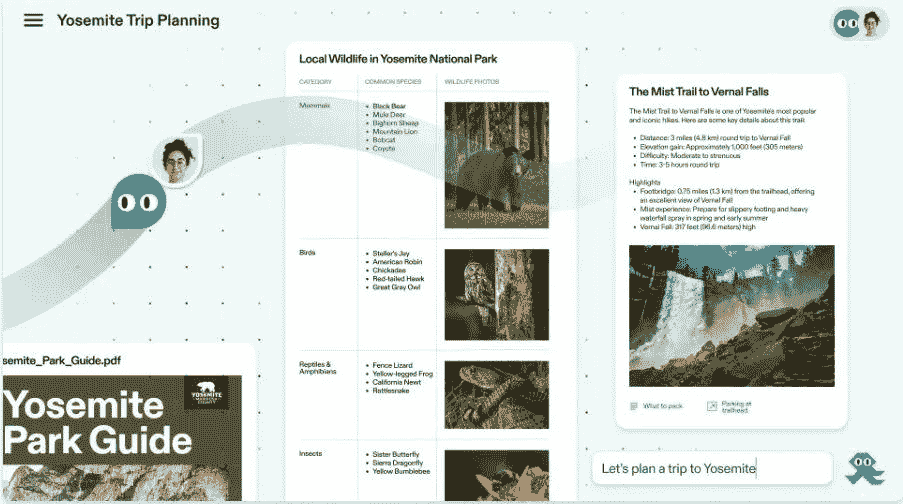 Yosemite Trip Planning
Local Wildlife in Yosemite National Park
CATEGORY COMMON SPECIES WILDLIFE PHOTOS
Mammals
Black Bear
Mule Deer
Bighorn Sheep
Mountain Lion
Bobcat
Coyote
Birds
Steller's Jay
American Robin
Chickadee
Red-tailed Hawk
Great Gray Owl
Reptiles &
Amphibians
Fence Lizard
Yellow-legged Frog
California Newt
Rattlesnake
Insects
Sister Butterfly
Sierra Dragonfly
Yellow Bumblebee
The Mist Trail to Vernal Falls
The Mist Trail to Vernal Falls is one of Yosemite's most popular
and iconic hikes. Here are some key details about this trail:
Distance: 3 miles (4.8 km) round trip to Vernal Fall
Elevation gain: Approximately 1,000 feet (305 meters)
Difficulty: Moderate to strenuous
Time: 3-5 hours round trip
Highlights
Footbridge: 0.75 miles (1.3 km) from the trailhead, offering
an excellent view of Vernal Fall
Mist experience: Prepare for slippery footing and heavy
waterfall spray in spring and early summer
Vernal Fall: 317 feet (96.6 meters) high
What to pack
Parking at
trailhead
semite_Park_Guide.pdf
YOSEMITE
Yosemite
Park Guide
Let's plan a trip to Yosemite